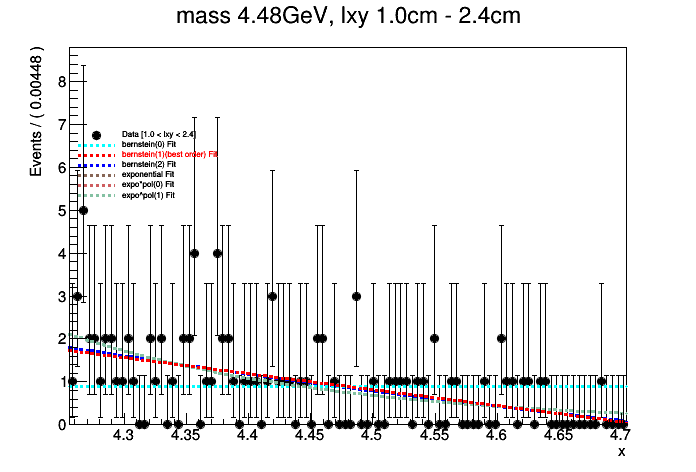 mass 4.48GeV, lxy 1.0cm - 2.4cm
Events / ( 0.00448 )
8
7
6
5
4
3
2
1
0
Data [1.0 < lxy < 2.4]
bernstein(0) Fit
bernstein(1)(best order) Fit
bernstein(2) Fit
exponential Fit
expo*pol(0) Fit
expo*pol(1) Fit
4.3 4.35 4.4 4.45 4.5 4.55 4.6 4.65 4.7
x